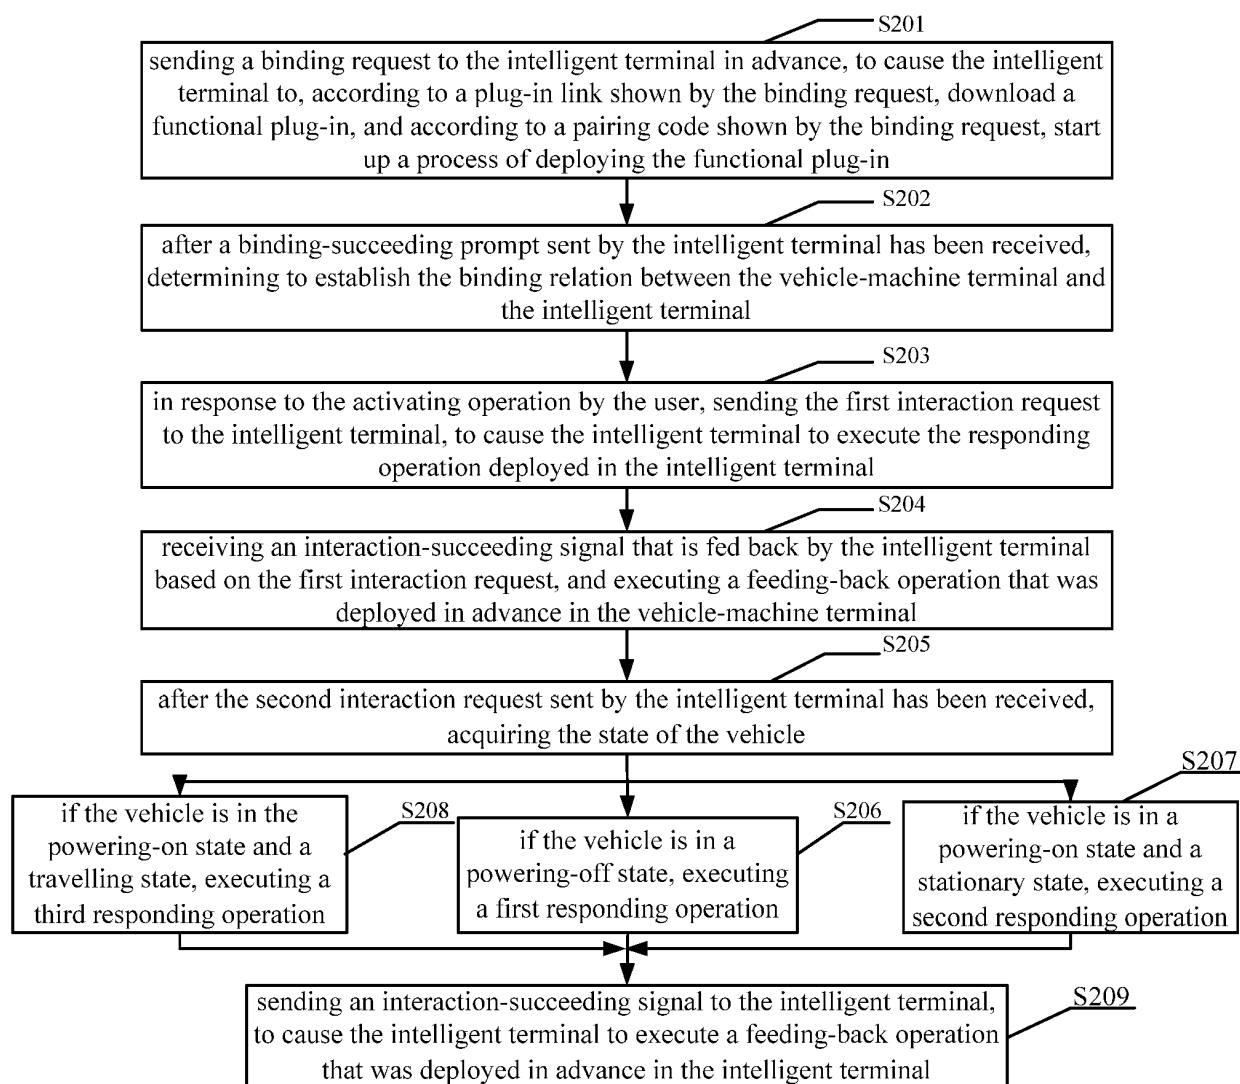 S201
sending a binding request to the intelligent terminal in advance, to cause the intelligent
terminal to, according to a plug-in link shown by the binding request, download a
functional plug-in, and according to a pairing code shown by the binding request, start
up a process of deploying the functional plug-in
S202
after a binding-succeeding prompt sent by the intelligent terminal has been received,
determining to establish the binding relation between the vehicle-machine terminal and
the intelligent terminal
S203
in response to the activating operation by the user, sending the first interaction request
to the intelligent terminal, to cause the intelligent terminal to execute the responding
operation deployed in the intelligent terminal
S204
receiving an interaction-succeeding signal that is fed back by the intelligent terminal
based on the first interaction request, and executing a feeding-back operation that was
deployed in advance in the vehicle-machine terminal
S205
after the second interaction request sent by the intelligent terminal has been received,
acquiring the state of the vehicle
S208
if the vehicle is in the
powering-on state and a
travelling state, executing a
third responding operation
S206
if the vehicle is in a
powering-off state, executing
a first responding operation
S207
if the vehicle is in a
powering-on state and a
stationary state, executing a
second responding operation
S209
sending an interaction-succeeding signal to the intelligent terminal,
to cause the intelligent terminal to execute a feeding-back operation
that was deployed in advance in the intelligent terminal